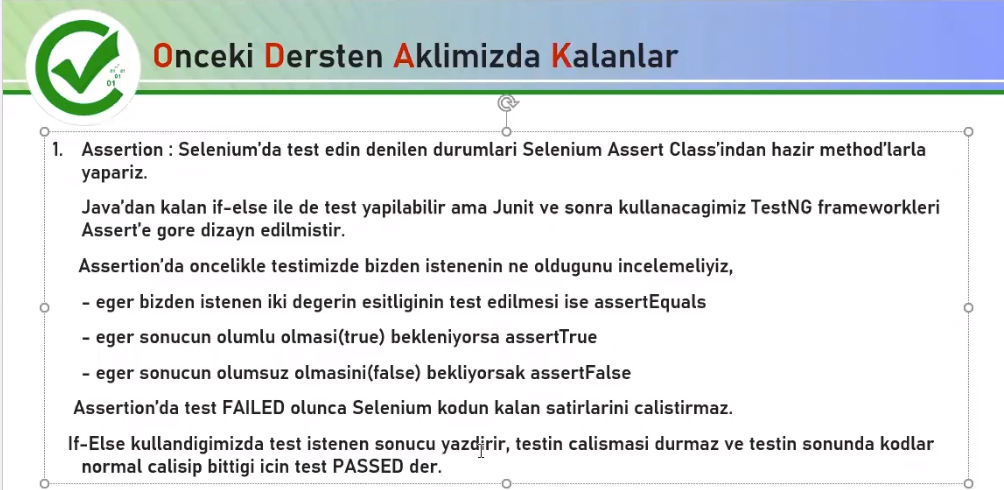 Onceki Dersten Aklimizda Kalanlar
01 01
01
01
1. Assertion : Selenium'da test edin denilen durumlari Selenium Assert Class'indan hazir method'larla
yapariz.
Java'dan kalan if-else ile de test yapilabilir ama Junit ve sonra kullanacagimiz TestNG frameworkleri
Assert'e gore dizayn edilmistir.
Assertion'da oncelikle testimizde bizden istenenin ne oldugunu incelemeliyiz,
- eger bizden istenen iki degerin esitliginin test edilmesi ise assertEquals
- eger sonucun olumlu olmasi(true) bekleniyorsa assertTrue
- eger sonucun olumsuz olmasini(false) bekliyorsak assertFalse
Assertion'da test FAILED olunca Selenium kodun kalan satirlarini calistirmaz.
If-Else kullandigimizda test istenen sonucu yazdirir, testin calismasi durmaz ve testin sonunda kodlar
normal calisip bittigi icin test PASSED der.